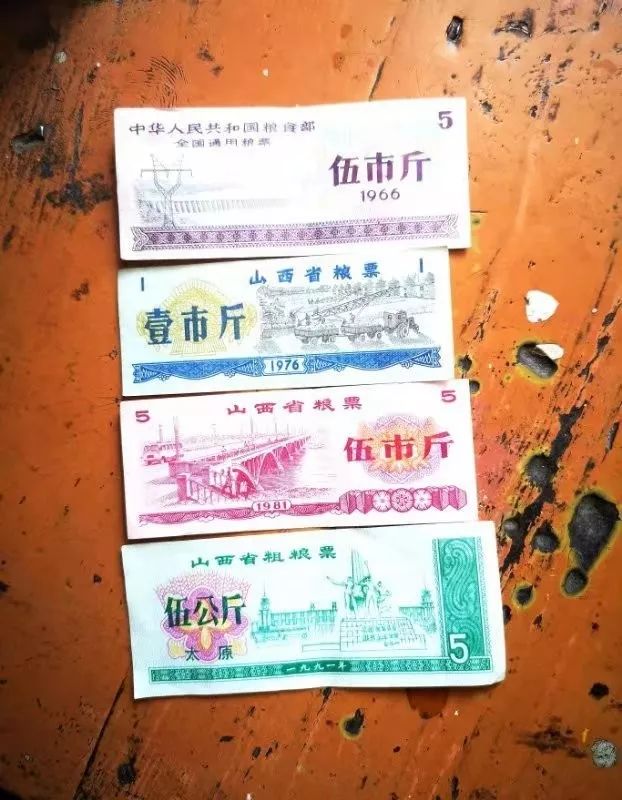 中华人民共和国粮食部
5
全国通用粮票
伍市斤
1966
1
山西省粮票
1
壹市斤
1976
5
山西省粮票
5
伍市斤
1981
山西省粗粮票
伍公斤
太原
一九九一年
5